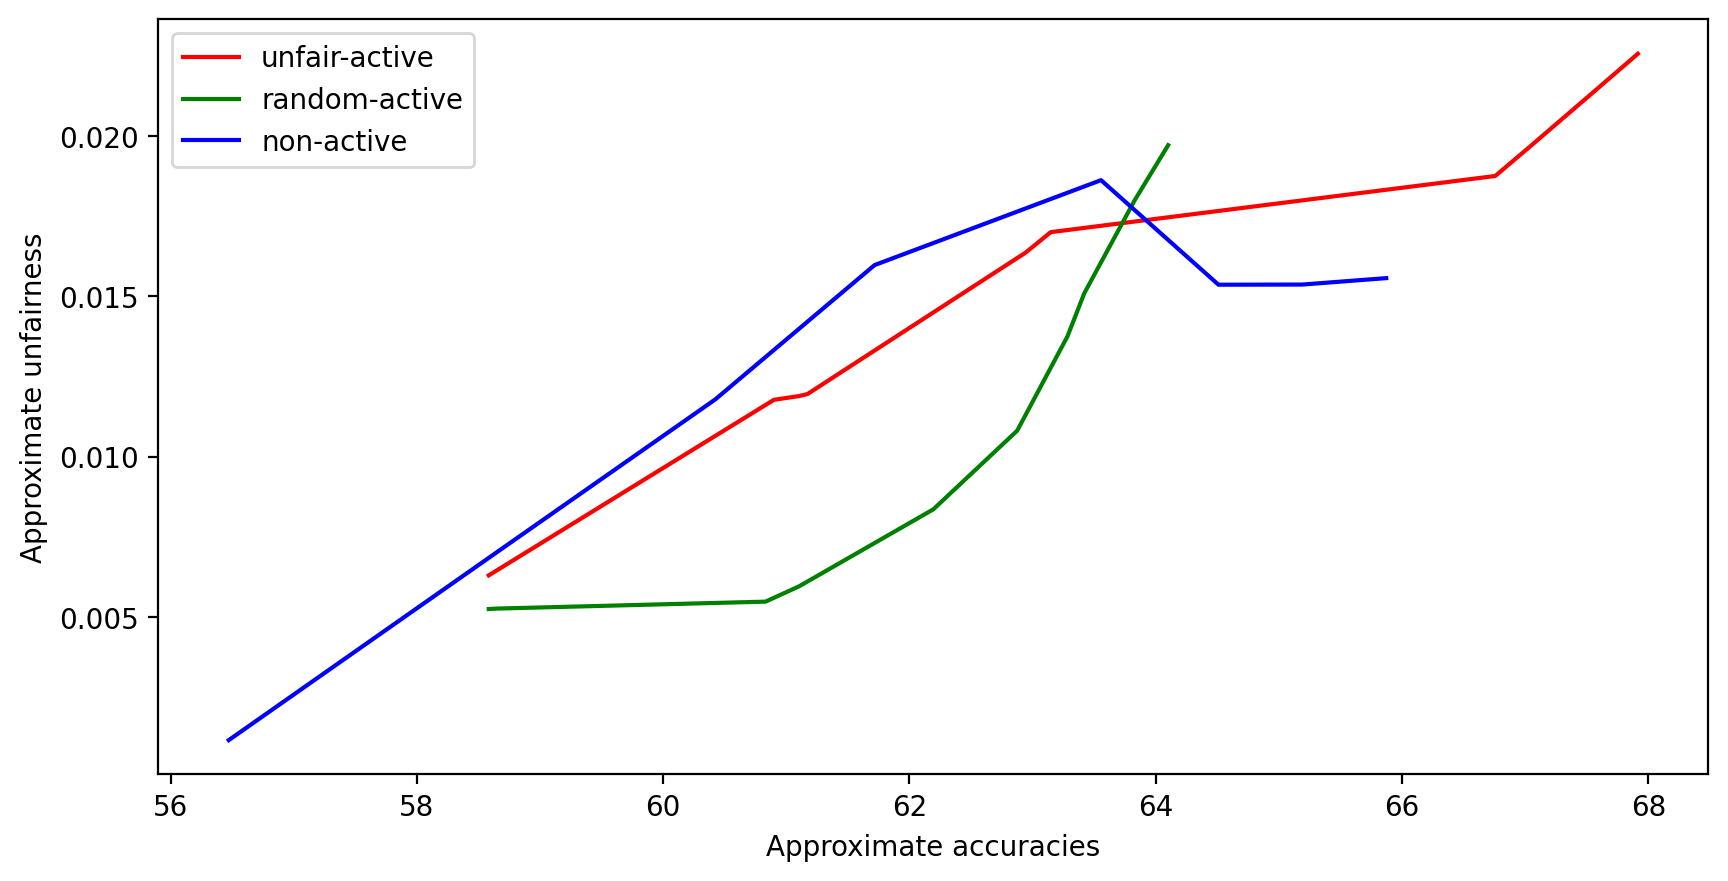 unfair-active
random-active
non-active
Approximate unfairness
0.020
0.015
0.010
0.005
56 58 60 62 64 66 68
Approximate accuracies